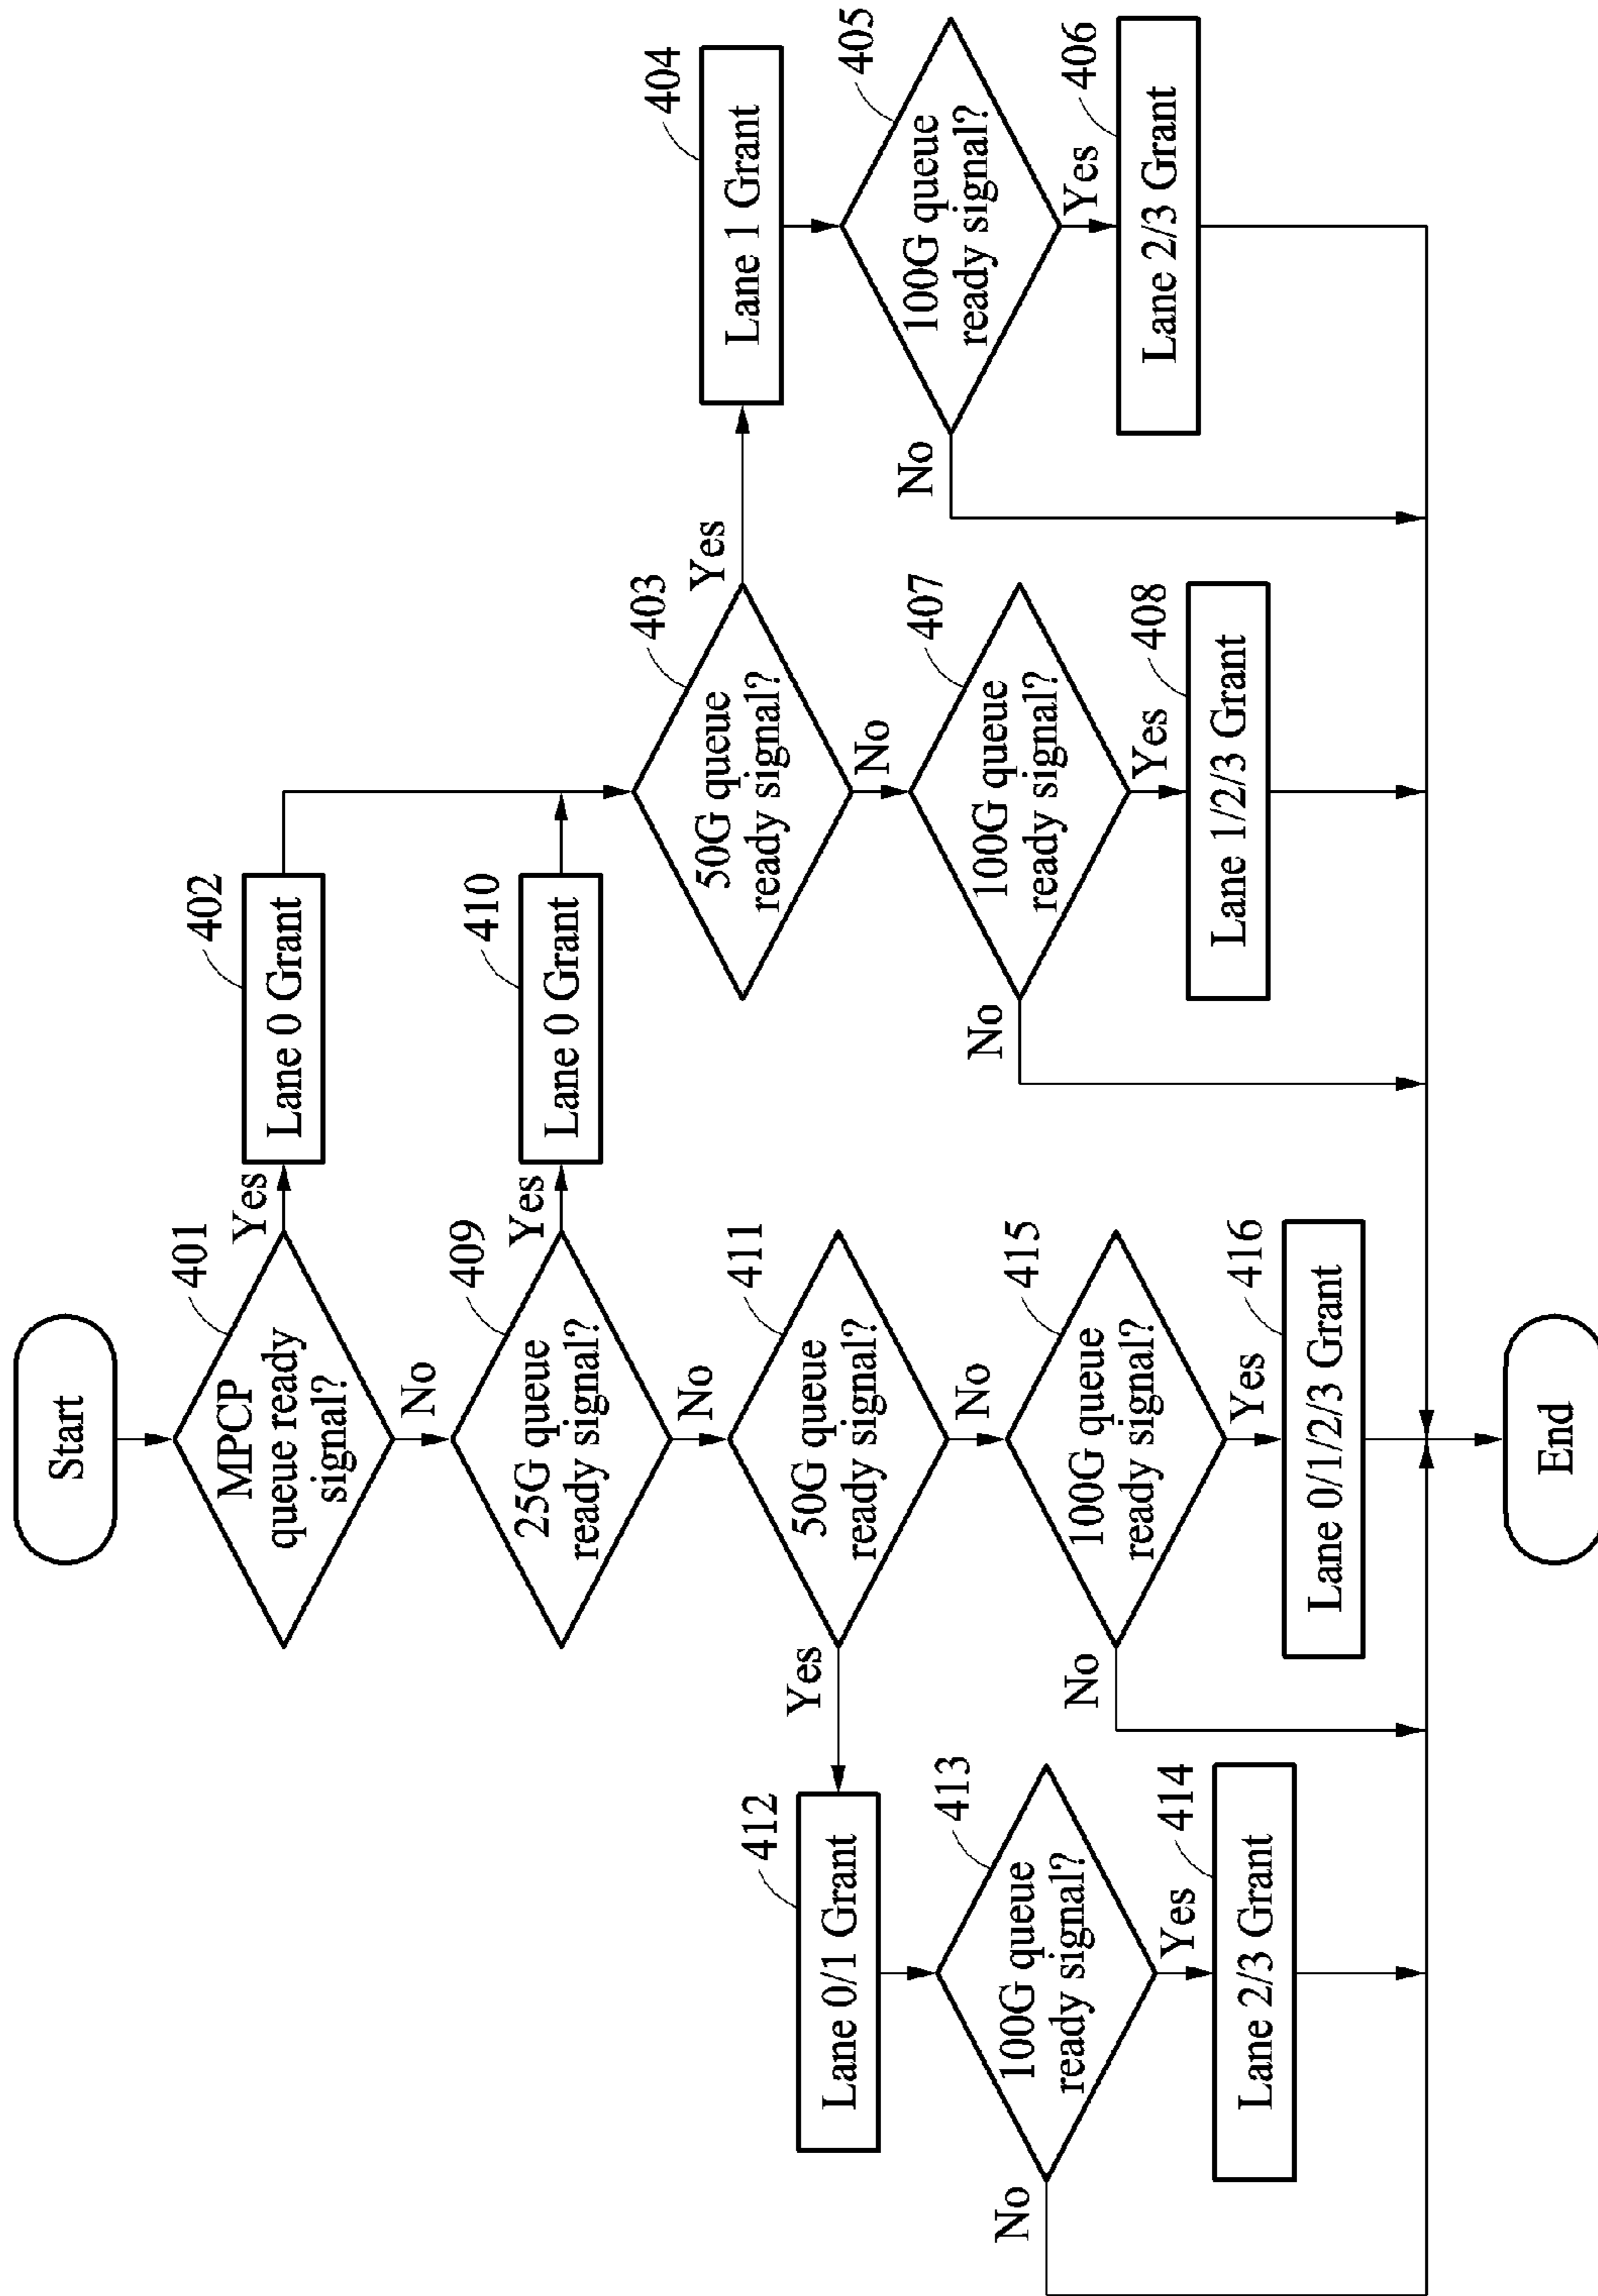 Start
401
MPCP
queue ready
signal?
Yes
402
Lane 0 Grant
No
409
25G queue
ready signal?
Yes
410
Lane 0 Grant
No
403
50G queue
ready signal?
Yes
404
Lane 1 Grant
405
100G queue
ready signal?
No
Yes
406
Lane 2/3 Grant
No
407
100G queue
ready signal?
No
Yes
408
Lane 1/2/3 Grant
411
50G queue
ready signal?
Yes
412
Lane 0/1 Grant
413
100G queue
ready signal?
No
Yes
414
Lane 2/3 Grant
No
415
100G queue
ready signal?
No
Yes
416
Lane 0/1/2/3 Grant
End